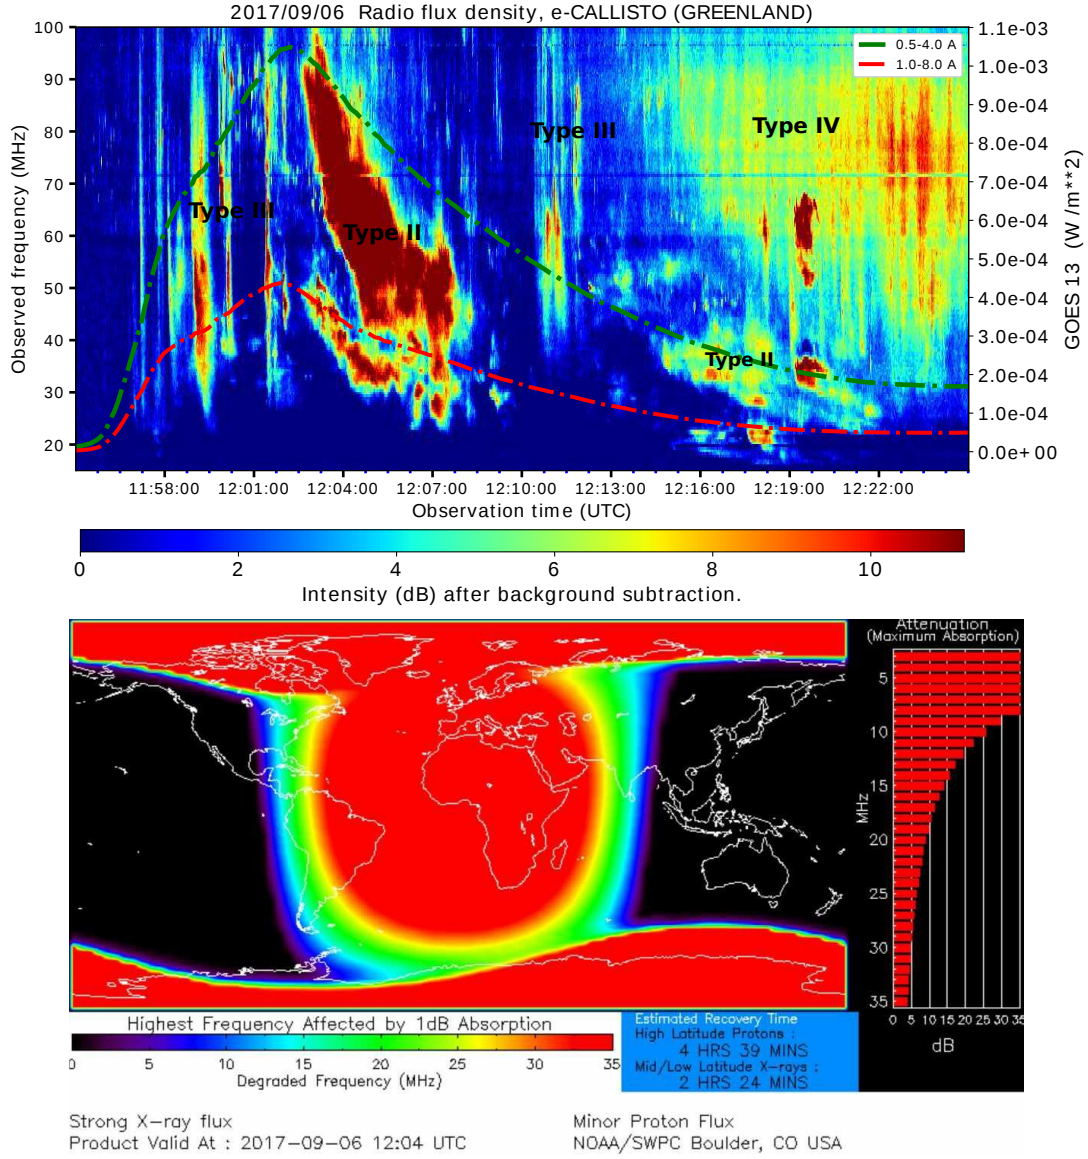 2017/09/06 Radio flux density, e-CALLISTO (GREENLAND)
Observed frequency (MHz)
100
90
80
70
60
50
40
30
20
0.5-4.0 A
1.0-8.0 A
Type III
Type II
Type III
Type IV
Type II
1.1e-03
1.0e-03
9.0e-04
8.0e-04
7.0e-04
6.0e-04
5.0e-04
4.0e-04
3.0e-04
2.0e-04
1.0e-04
0.0e+00
GOES 13 (W/m**2)
11:58:00 12:01:00 12:04:00 12:07:00 12:10:00 12:13:00 12:16:00 12:19:00 12:22:00
Observation time (UTC)
0 2 4 6 8 10
Intensity (dB) after background subtraction.
Attenuation
(Maximum Absorption)
MHz
5
10
15
20
25
30
35
0 5 10 15 20 25 30 35
dB
Highest Frequency Affected by 1dB Absorption
0 5 10 15 20 25 30 35
Degraded Frequency (MHz)
Estimated Recovery Time
High Latitude Protons :
4 HRS 39 MINS
Mid/Low Latitude X-rays :
2 HRS 24 MINS
Strong X-ray flux
Product Valid At : 2017-09-06 12:04 UTC
Minor Proton Flux
NOAA/SWPC Boulder, CO USA